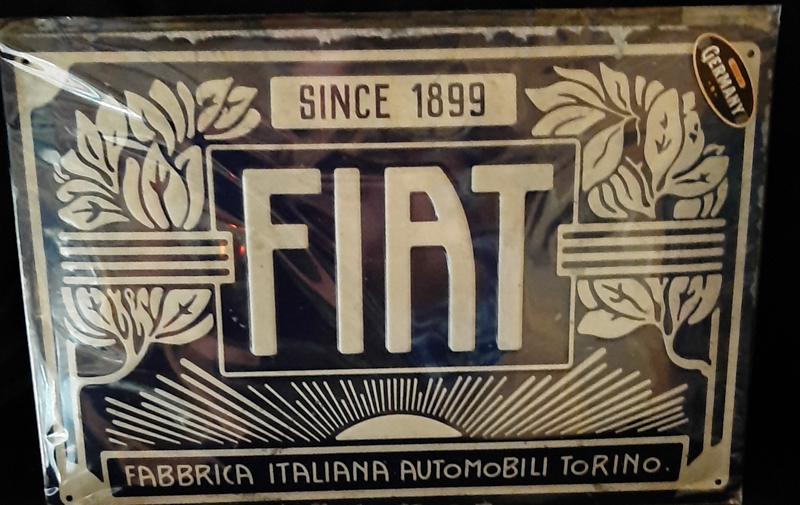 SINCE 1899
GERMANY
FIAT
FABBRICA ITALIANA AUTOMOBILI TORINO.